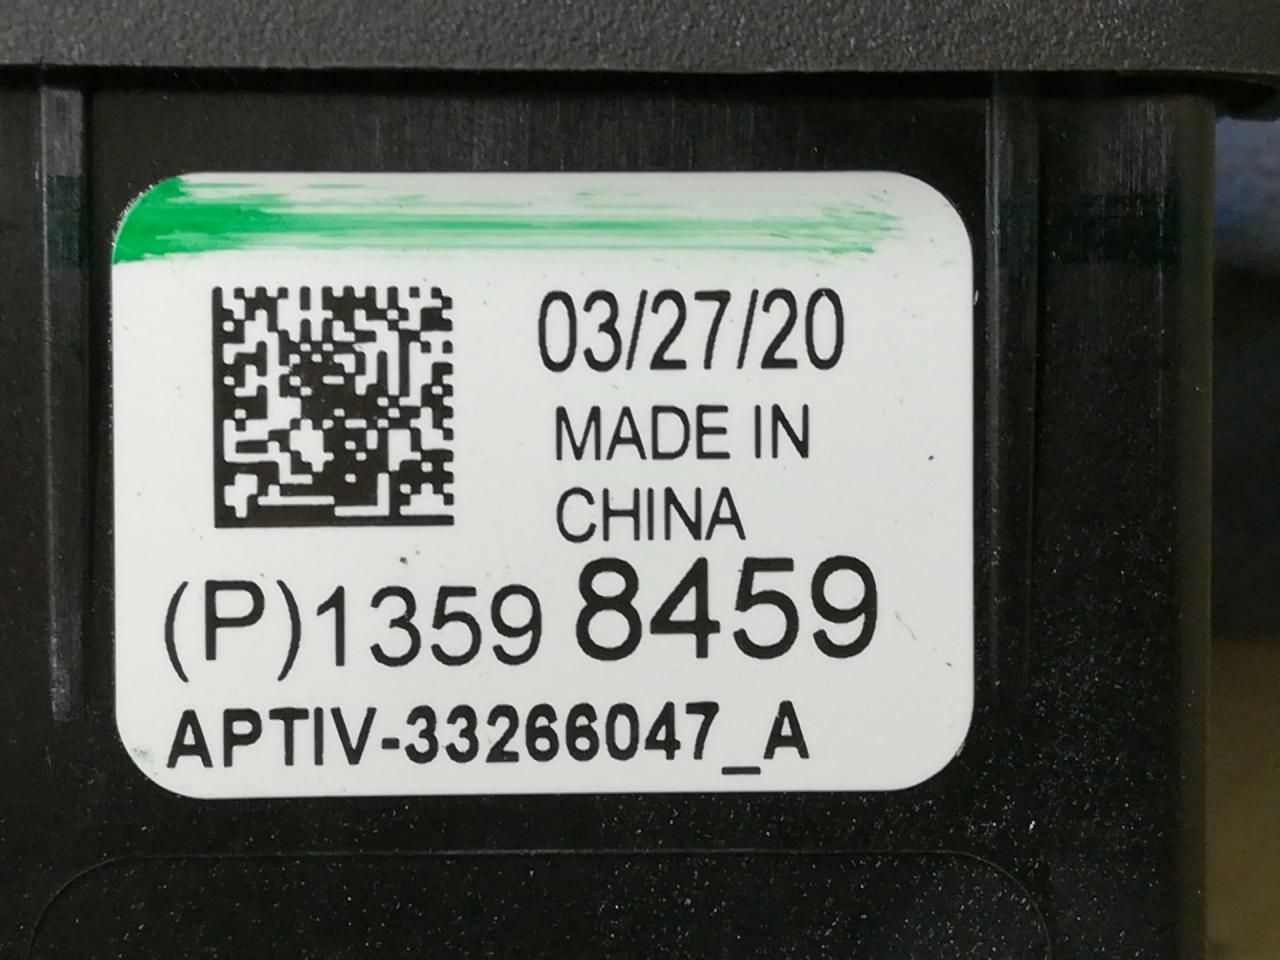 03/27/20
MADE IN
CHINA
(P)1359 8459
APTIV-33266047_A